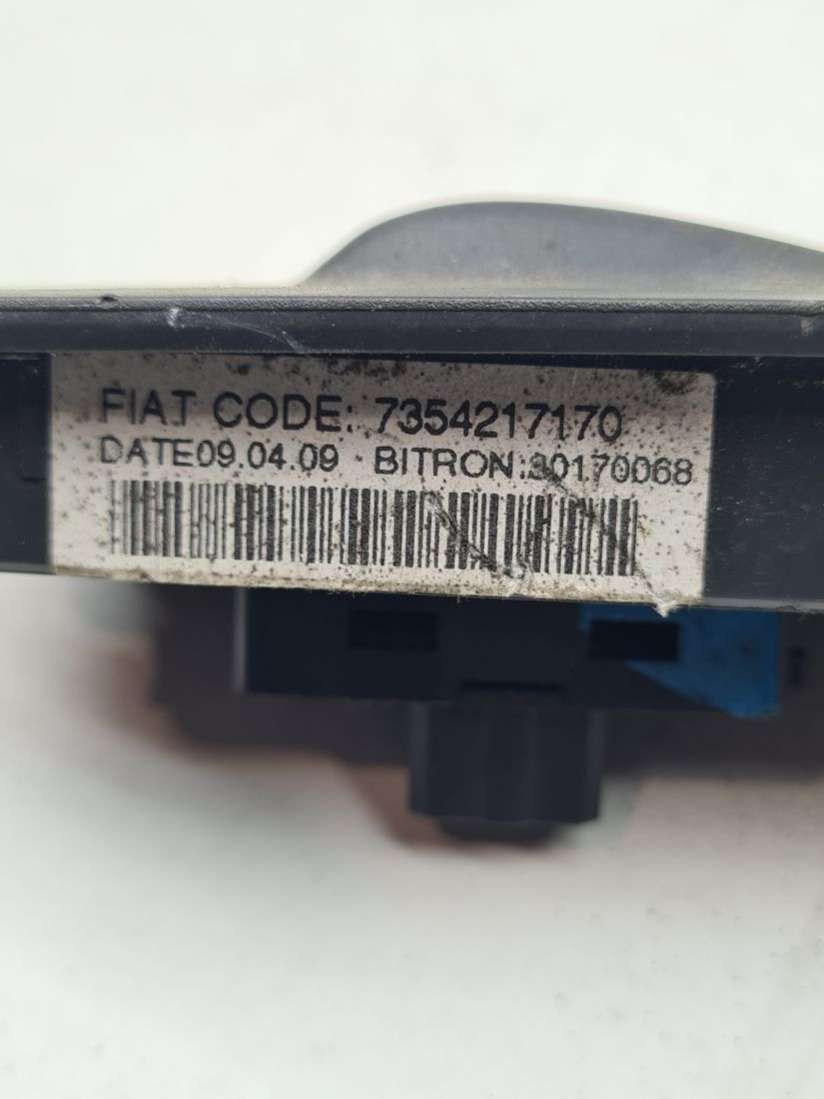 FIAT CODE: 7354217170
DATE09.04.09 BITRON:30170068